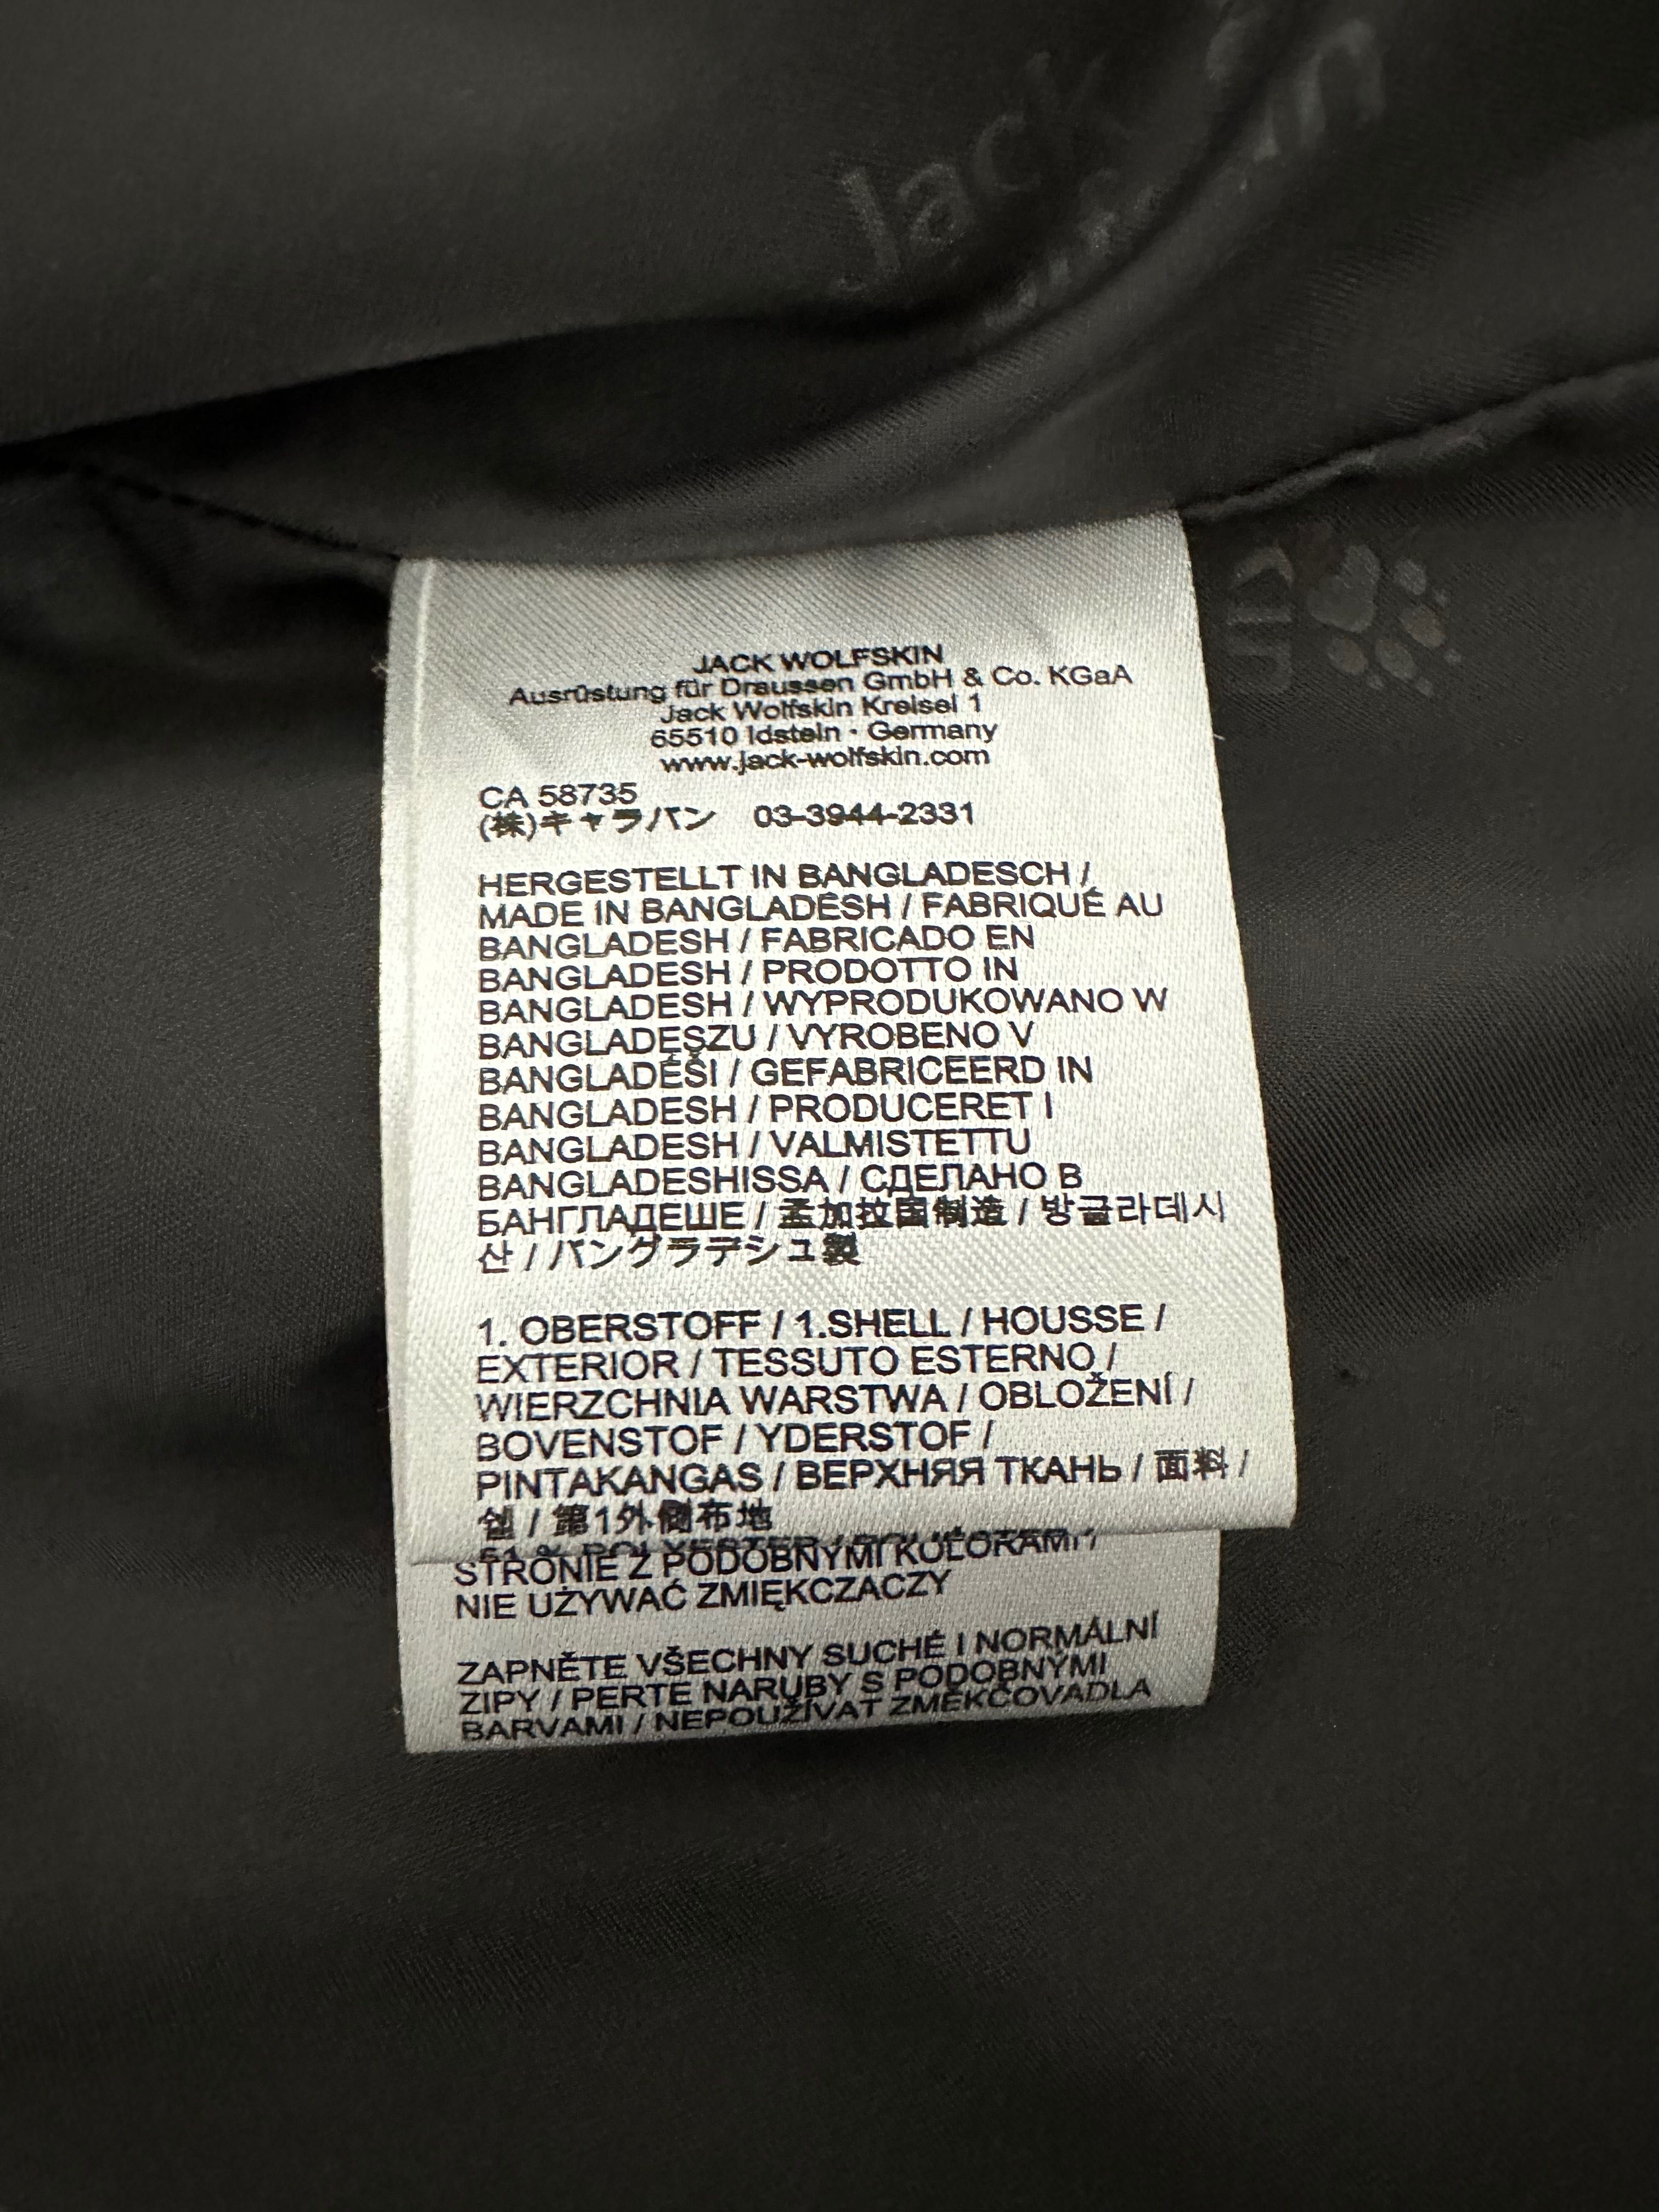 Jack
kin
JACK WOLFSKIN
Ausrüstung für Draussen GmbH & Co. KGaA
Jack Wolfskin Kreisel 1
65510 Idstein · Germany
www.jack-wolfskin.com
CA 58735
(株)キャラバン 03-3944-2331
HERGESTELLT IN BANGLADESCH /
MADE IN BANGLADESH / FABRIQUÉ AU
BANGLADESH / FABRICADO EN
BANGLADESH / PRODOTTO IN
BANGLADESH / WYPRODUKOWANO W
BANGLADESZU / VYROBENO V
BANGLADÉŠI / GEFABRICEERD IN
BANGLADESH / PRODUCERET I
BANGLADESH / VALMISTETTU
BANGLADESHISSA / СДЕЛАНО В
БАНГЛАДЕШЕ / 孟加拉国制造 / 방글라데시
산 / バングラデシュ製
1. OBERSTOFF / 1.SHELL / HOUSSE /
EXTERIOR / TESSUTO ESTERNO /
WIERZCHNIA WARSTWA / OBLOŽENÍ /
BOVENSTOF / YDERSTOF /
PINTAKANGAS / ВЕРХНЯЯ ТКАНЬ / 面料 /
쉘 / 第1外側布地
STRONIE Z PODOBNYMI KOLORAMI /
NIE UŻYWAĆ ZMIĘKCZACZY
ZAPNĚTE VŠECHNY SUCHÉ I NORMÁLNÍ
ZIPY / PERTE NARUBY S PODOBNÝMI
BARVAMI / NEPOUŽÍVAT ZMĚKČOVADLA